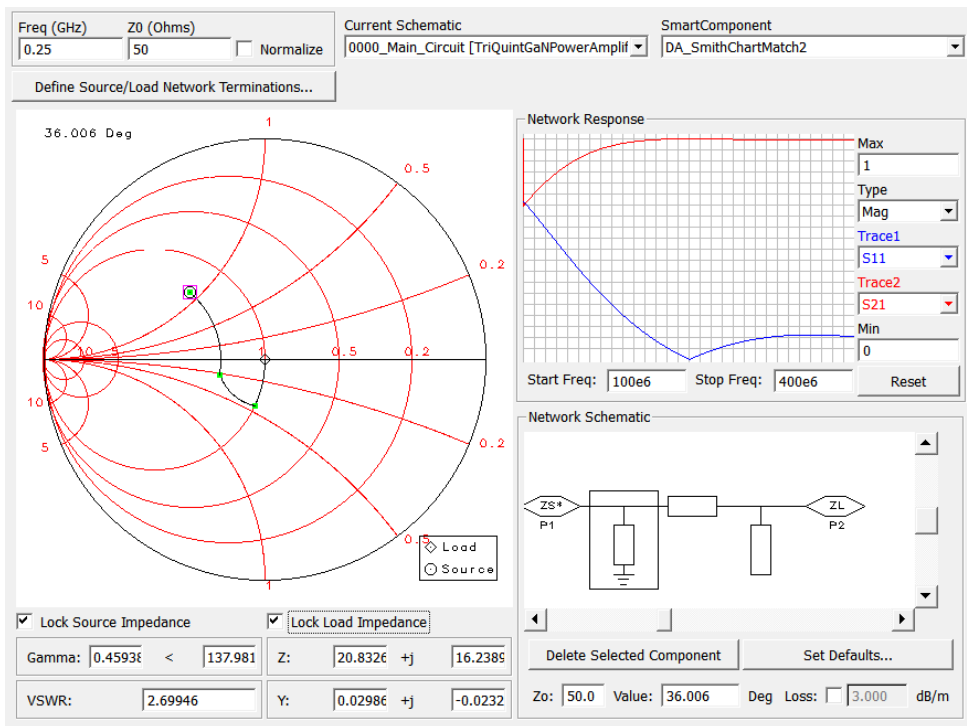 Freq (GHz) Z0 (Ohms)
0.25 50 Normalize
Current Schematic
0000_Main_Circuit [TriQuintGaNPowerAmplif
SmartComponent
DA_SmithChartMatch2
Define Source/Load Network Terminations...
36.006 Deg
1
0.5
5
0.2
10
10 5 1 0.5 0.2
10
5
0.2
0.5
1
Load
Source
Network Response
Max
1
Type
Mag
Trace1
S11
Trace2
S21
Min
0
Start Freq: 100e6 Stop Freq: 400e6 Reset
Network Schematic
ZS*
P1
ZL
P2
Delete Selected Component Set Defaults...
Zo: 50.0 Value: 36.006 Deg Loss: 3.000 dB/m
Lock Source Impedance Lock Load Impedance
Gamma: 0.45938 < 137.981 Z: 20.8326 +j 16.2389
VSWR: 2.69946 Y: 0.02986 +j -0.0232